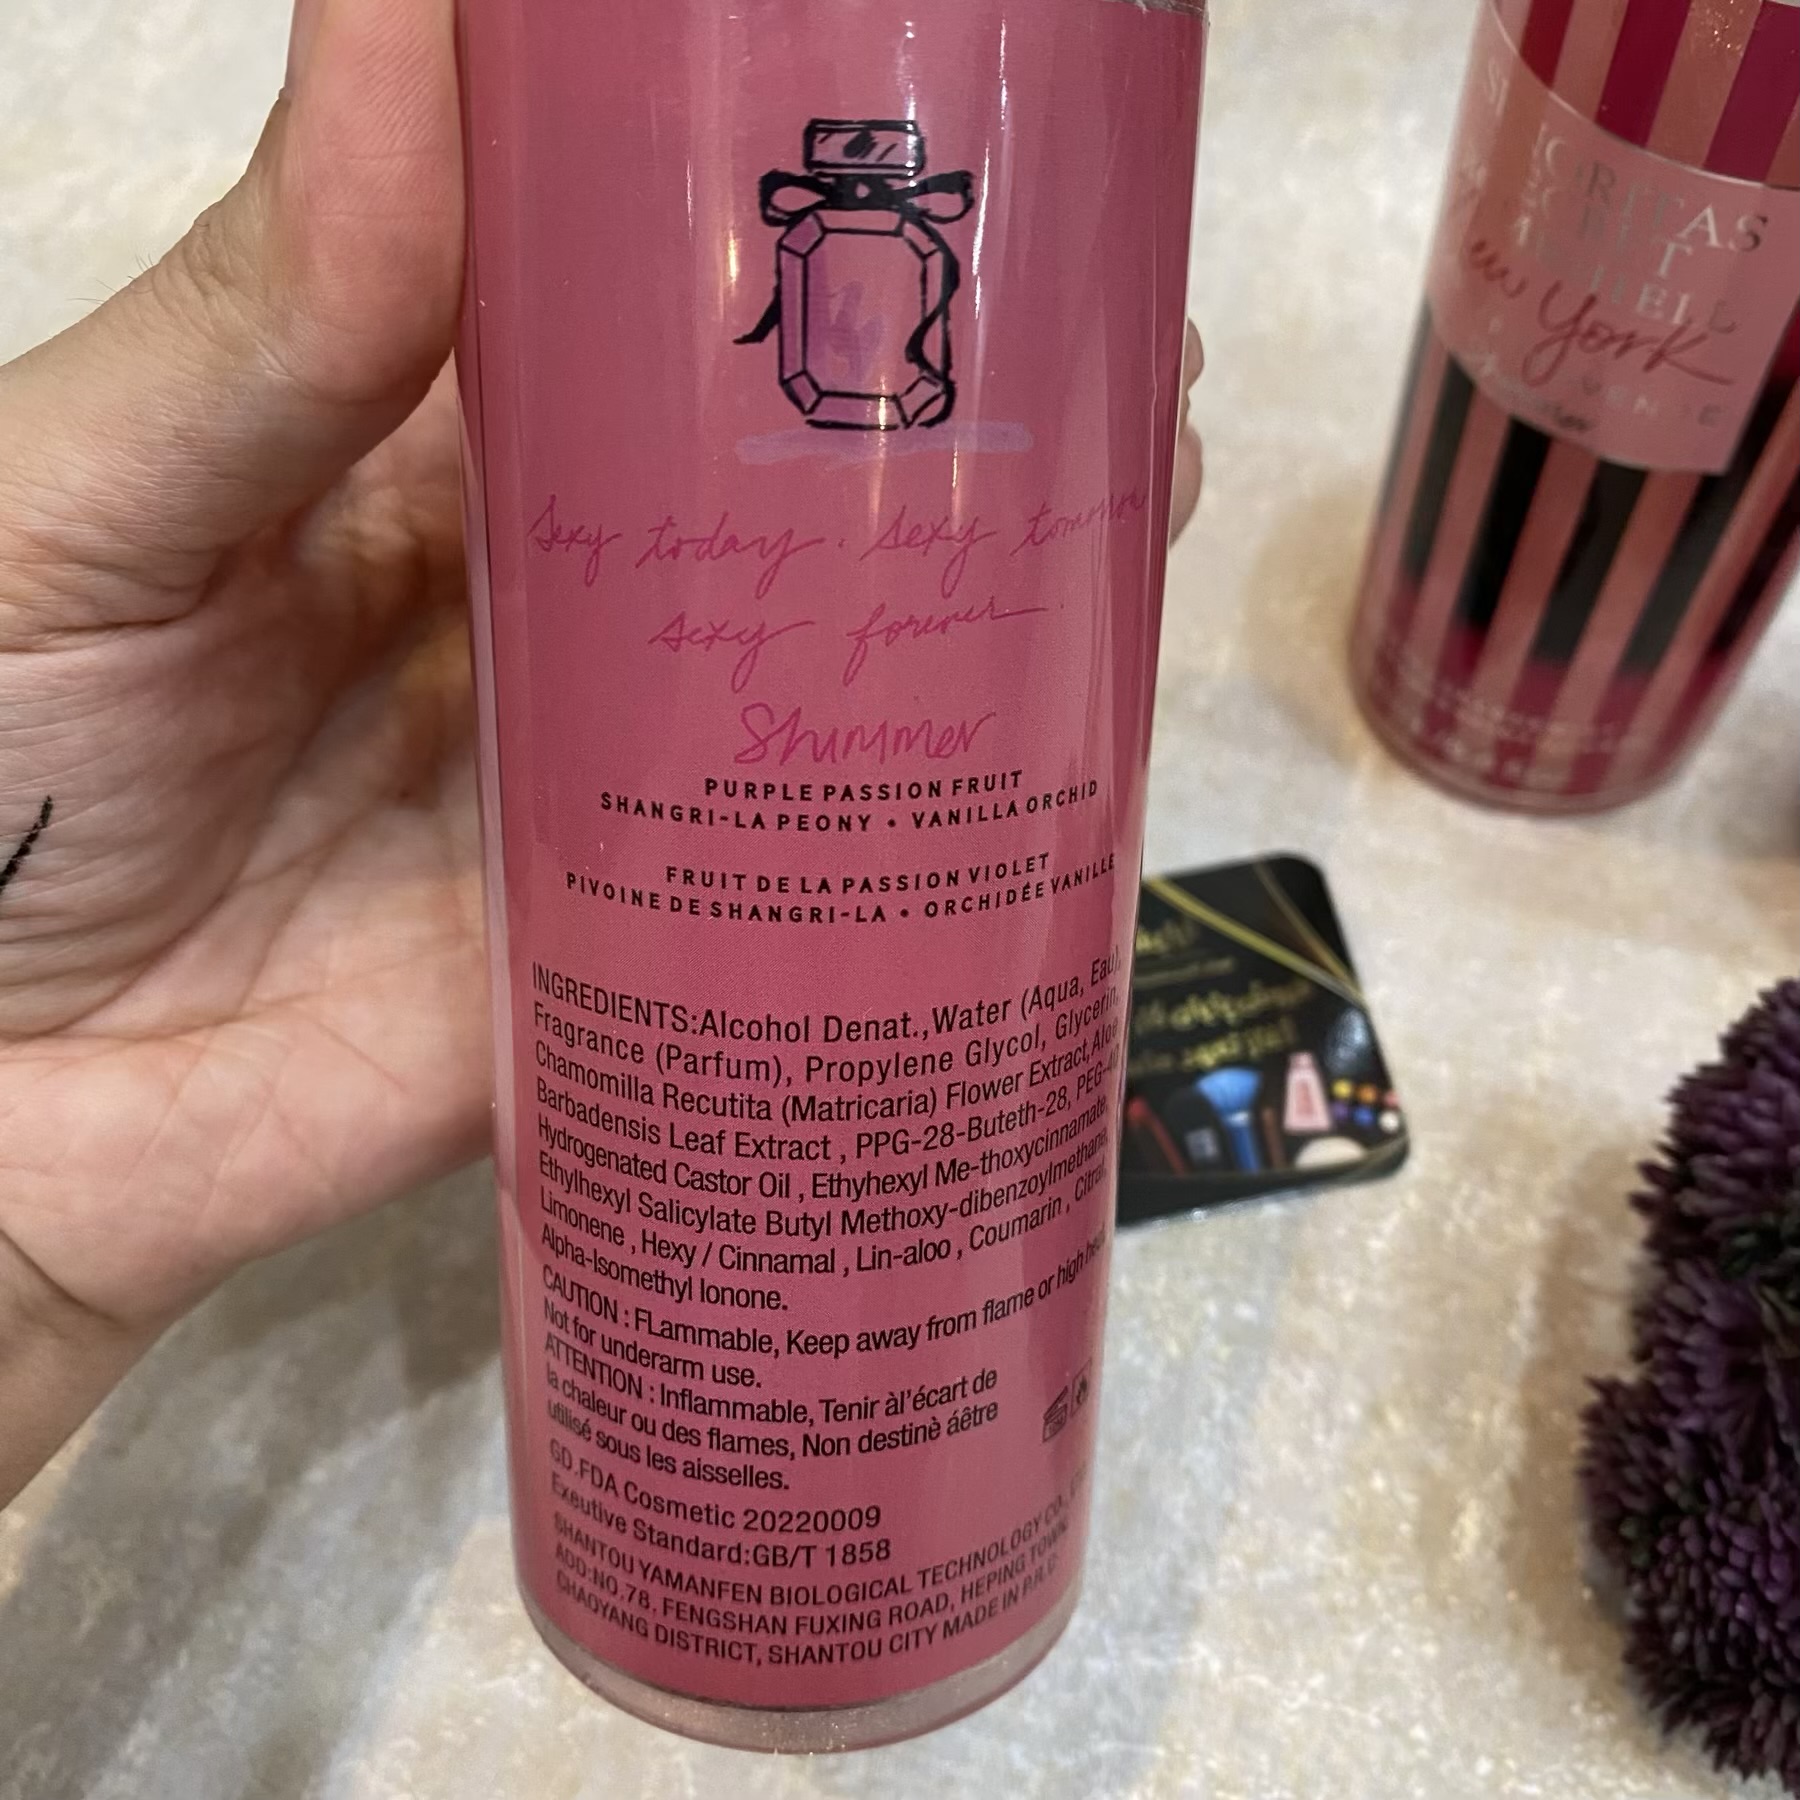 Sexy today. Sexy tomorrow.
sexy forever.
Shimmer
PURPLE PASSION FRUIT
SHANGRI-LA PEONY • VANILLA ORCHID
FRUIT DE LA PASSION VIOLET
PIVOINE DE SHANGRI-LA • ORCHIDÉE VANILLE
INGREDIENTS:Alcohol Denat.,Water (Aqua, Eau),
Fragrance (Parfum), Propylene Glycol, Glycerin,
Chamomilla Recutita (Matricaria) Flower Extract,Aloe
Barbadensis Leaf Extract , PPG-28-Buteth-28, PEG-40
Hydrogenated Castor Oil , Ethyhexyl Me-thoxycinnamate,
Ethylhexyl Salicylate Butyl Methoxy-dibenzoylmethane,
Limonene , Hexy / Cinnamal , Lin-aloo , Coumarin , Citral,
Alpha-Isomethyl Ionone.
CAUTION : FLammable, Keep away from flame or high heat.
Not for underarm use.
ATTENTION : Inflammable, Tenir àl'écart de
la chaleur ou des flames, Non destinè áêtre
utilisé sous les aisselles.
GD.FDA Cosmetic 20220009
Exeutive Standard:GB/T 1858
SHANTOU YAMANFEN BIOLOGICAL TECHNOLOGY CO.,
ADD:NO.78, FENGSHAN FUXING ROAD, HEPING TOWN,
CHAOYANG DISTRICT, SHANTOU CITY MADE IN P.R.C.
York